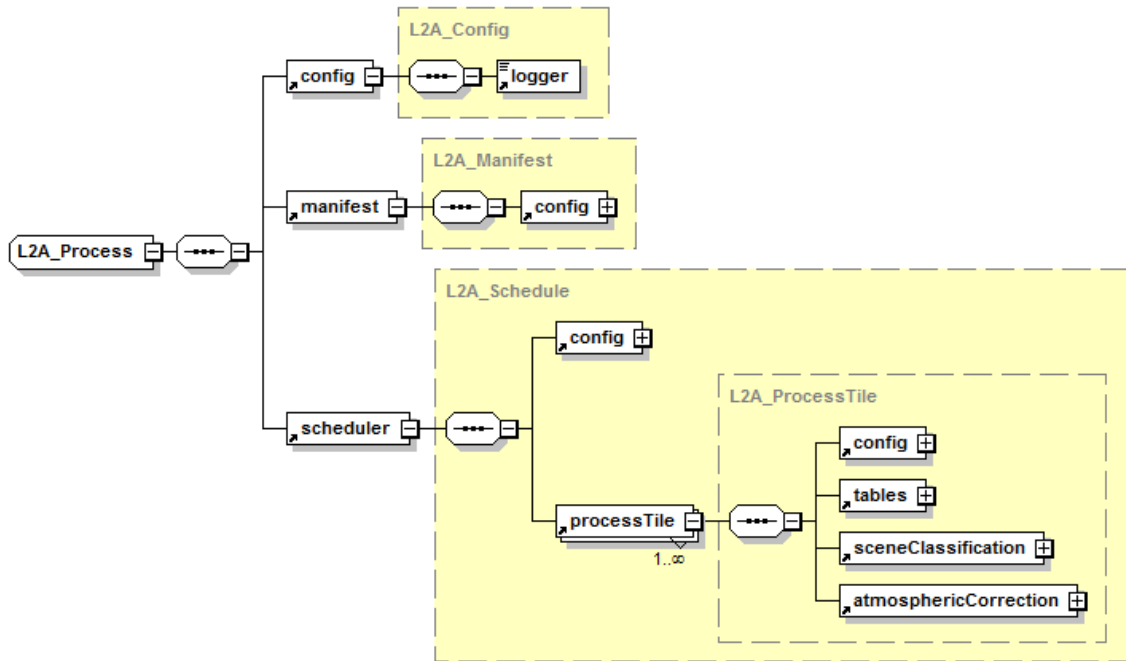 L2A_Config
config
logger
L2A_Manifest
manifest
config
L2A_Process
L2A_Schedule
config
scheduler
L2A_ProcessTile
config
tables
processTile
1..∞
sceneClassification
atmosphericCorrection